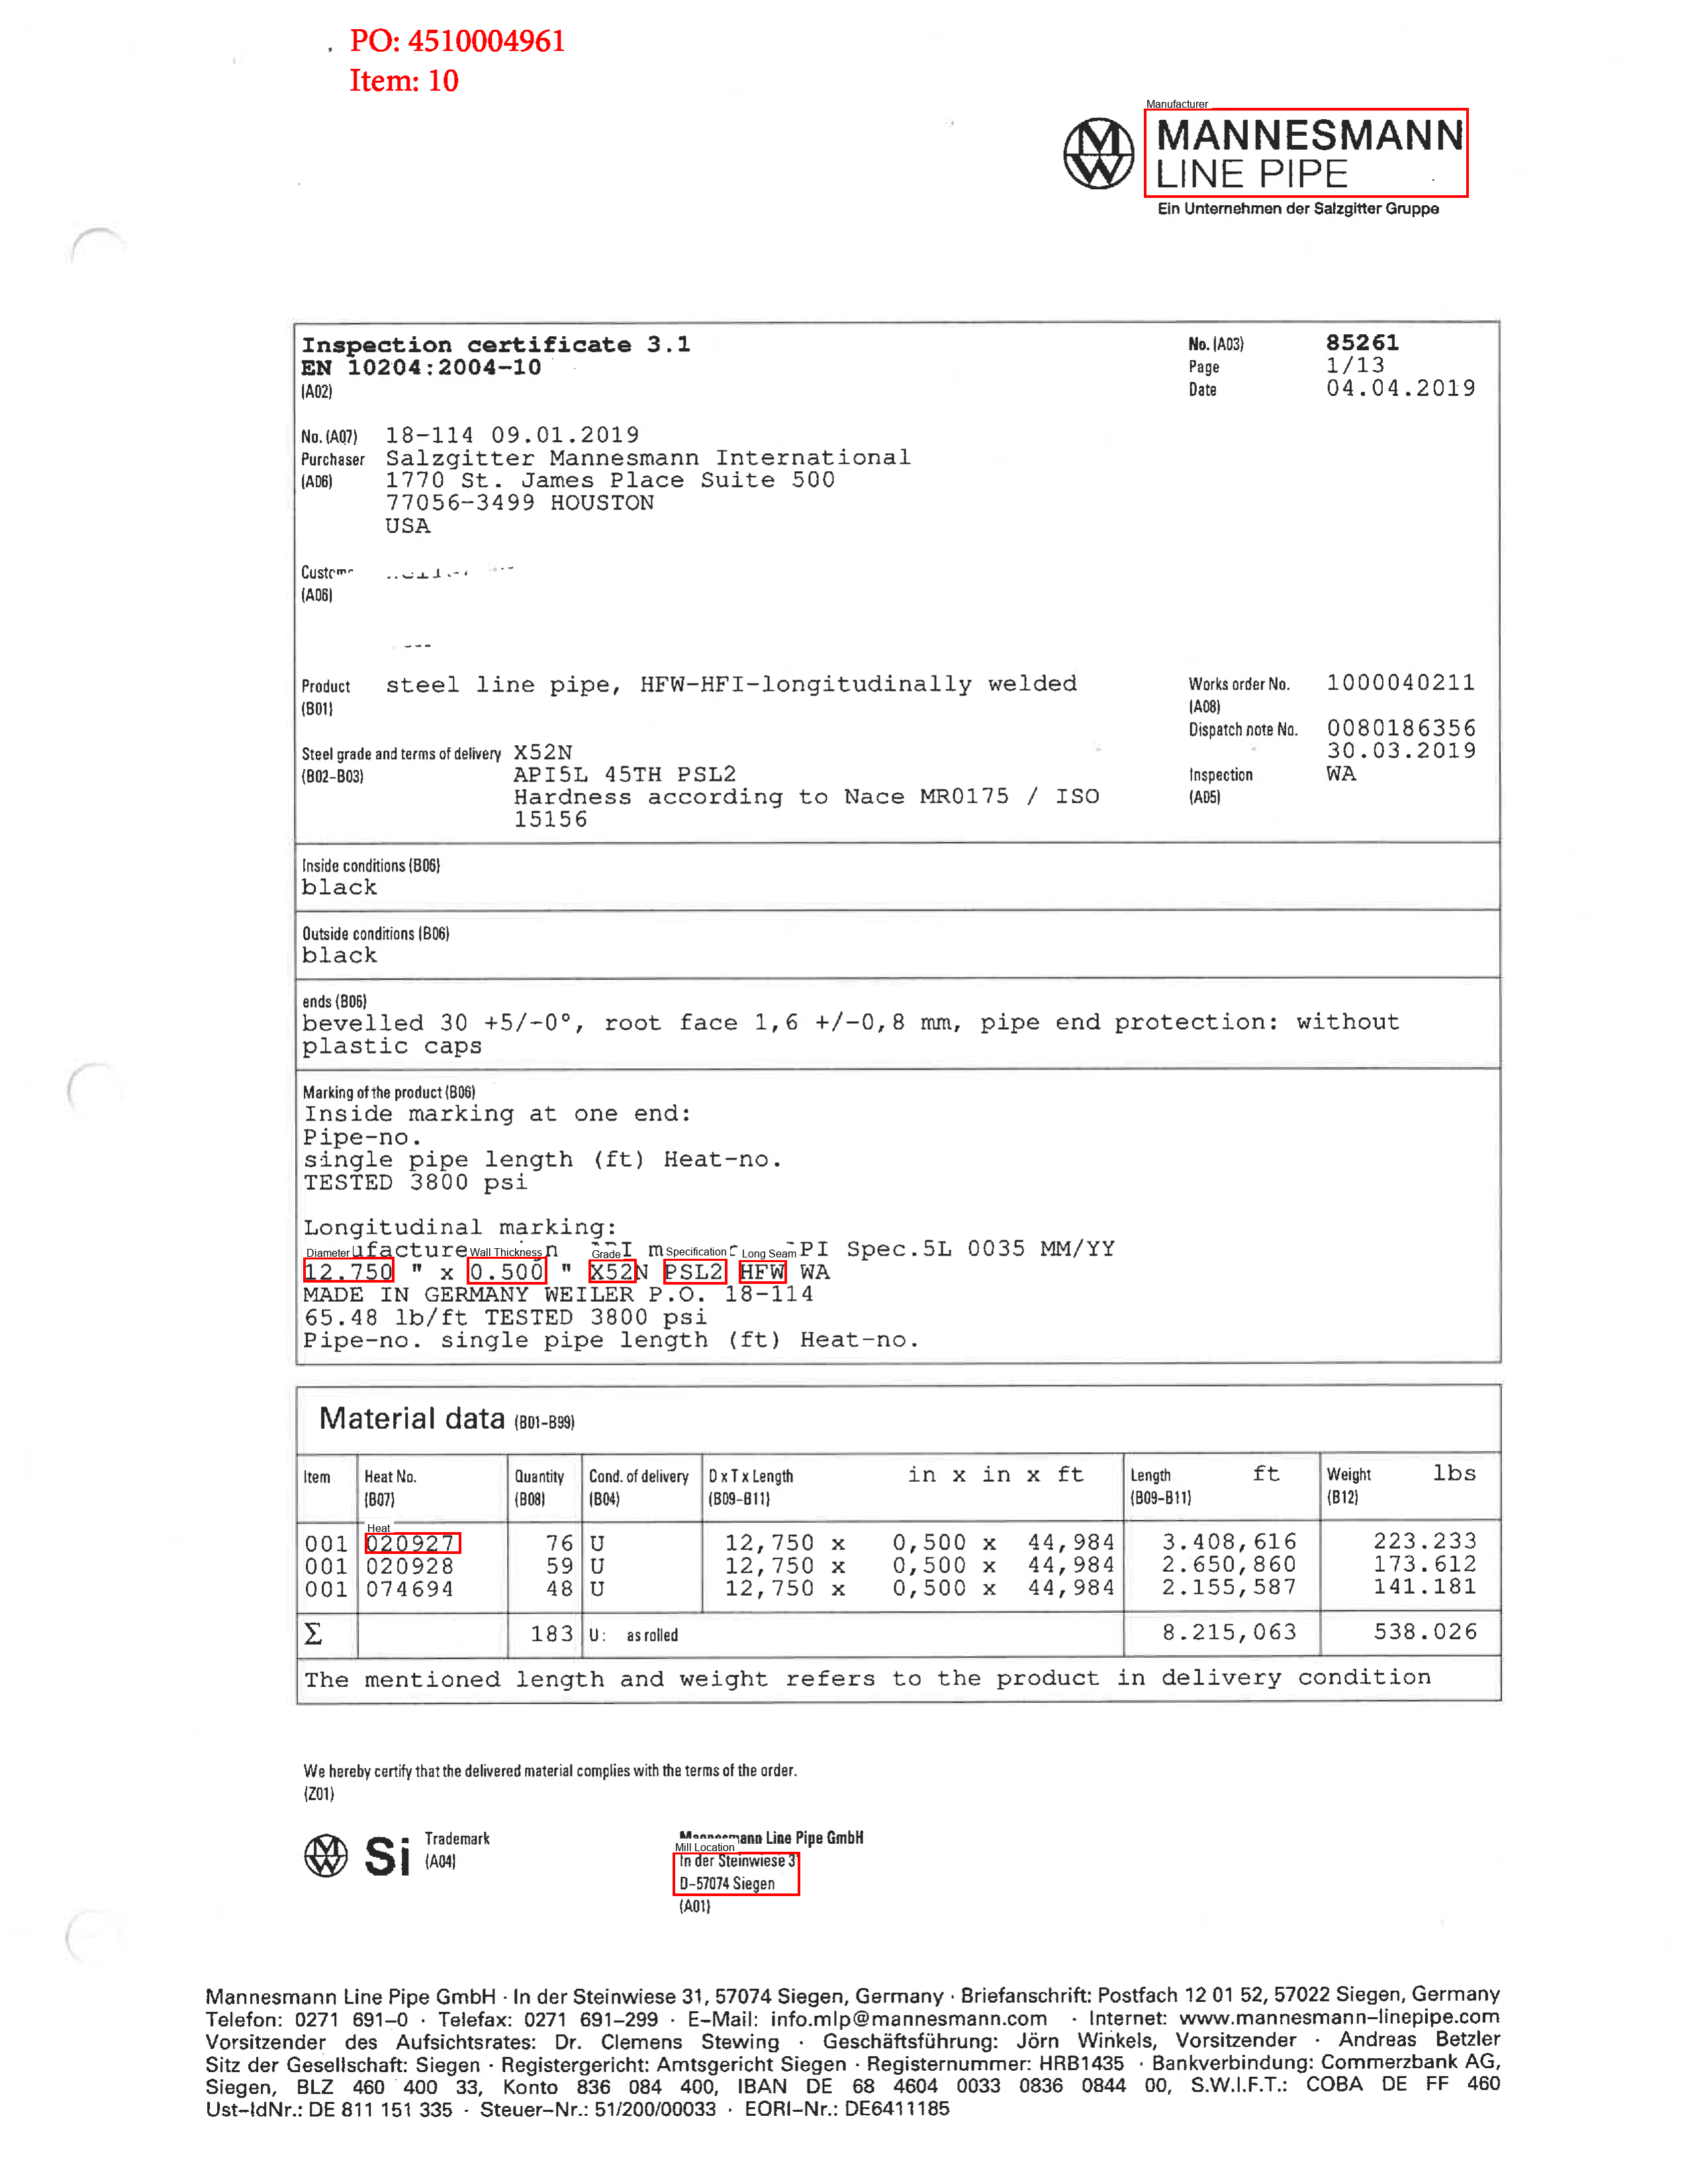 PO: 4510004961
Item: 10
Manufacturer
MANNESMANN
LINE PIPE
Ein Unternehmen der Salzgitter Gruppe
Inspection certificate 3.1
EN 10204:2004-10
(A02)
No. (A03) 85261
Page 1/13
Date 04.04.2019
No. (A07) 18-114 09.01.2019
Purchaser Salzgitter Mannesmann International
(A06) 1770 St. James Place Suite 500
77056-3499 HOUSTON
USA
(A06)
Product steel line pipe, HFW-HFI-longitudinally welded
(B01)
Works order No. 1000040211
(A08)
Dispatch note No. 0080186356
30.03.2019
Steel grade and terms of delivery X52N
(B02-B03) API5L 45TH PSL2
Hardness according to Nace MR0175 / ISO
15156
Inspection WA
(A05)
Inside conditions (B06)
black
Outside conditions (B06)
black
ends (B06)
bevelled 30 +5/-0°, root face 1,6 +/-0,8 mm, pipe end protection: without
plastic caps
Marking of the product (B06)
Inside marking at one end:
Pipe-no.
single pipe length (ft) Heat-no.
TESTED 3800 psi
Longitudinal marking:
Diameter Wall Thickness Grade Specification Long Seam Spec.5L 0035 MM/YY
12.750 " x 0.500 " X52N PSL2 HFW WA
MADE IN GERMANY WEILER P.O. 18-114
65.48 lb/ft TESTED 3800 psi
Pipe-no. single pipe length (ft) Heat-no.
Material data (B01-B99)
Item Heat No. Quantity Cond. of delivery D x T x Length in x in x ft Length ft Weight lbs
(B07) (B08) (B04) (B09-B11) (B09-B11) (B12)
Heat
001 020927 76 U 12,750 x 0,500 x 44,984 3.408,616 223.233
001 020928 59 U 12,750 x 0,500 x 44,984 2.650,860 173.612
001 074694 48 U 12,750 x 0,500 x 44,984 2.155,587 141.181
Σ 183 U: as rolled 8.215,063 538.026
The mentioned length and weight refers to the product in delivery condition
We hereby certify that the delivered material complies with the terms of the order.
(Z01)
Si Trademark
(A04)
Line Pipe GmbH
Mill Location
In der Steinwiese 3
D-57074 Siegen
(A01)
Mannesmann Line Pipe GmbH · In der Steinwiese 31, 57074 Siegen, Germany · Briefanschrift: Postfach 12 01 52, 57022 Siegen, Germany
Telefon: 0271 691-0 · Telefax: 0271 691-299 · E-Mail: info.mlp@mannesmann.com · Internet: www.mannesmann-linepipe.com
Vorsitzender des Aufsichtsrates: Dr. Clemens Stewing · Geschäftsführung: Jörn Winkels, Vorsitzender · Andreas Betzler
Sitz der Gesellschaft: Siegen · Registergericht: Amtsgericht Siegen · Registernummer: HRB1435 · Bankverbindung: Commerzbank AG,
Siegen, BLZ 460 400 33, Konto 836 084 400, IBAN DE 68 4604 0033 0836 0844 00, S.W.I.F.T.: COBA DE FF 460
Ust-IdNr.: DE 811 151 335 · Steuer-Nr.: 51/200/00033 · EORI-Nr.: DE6411185